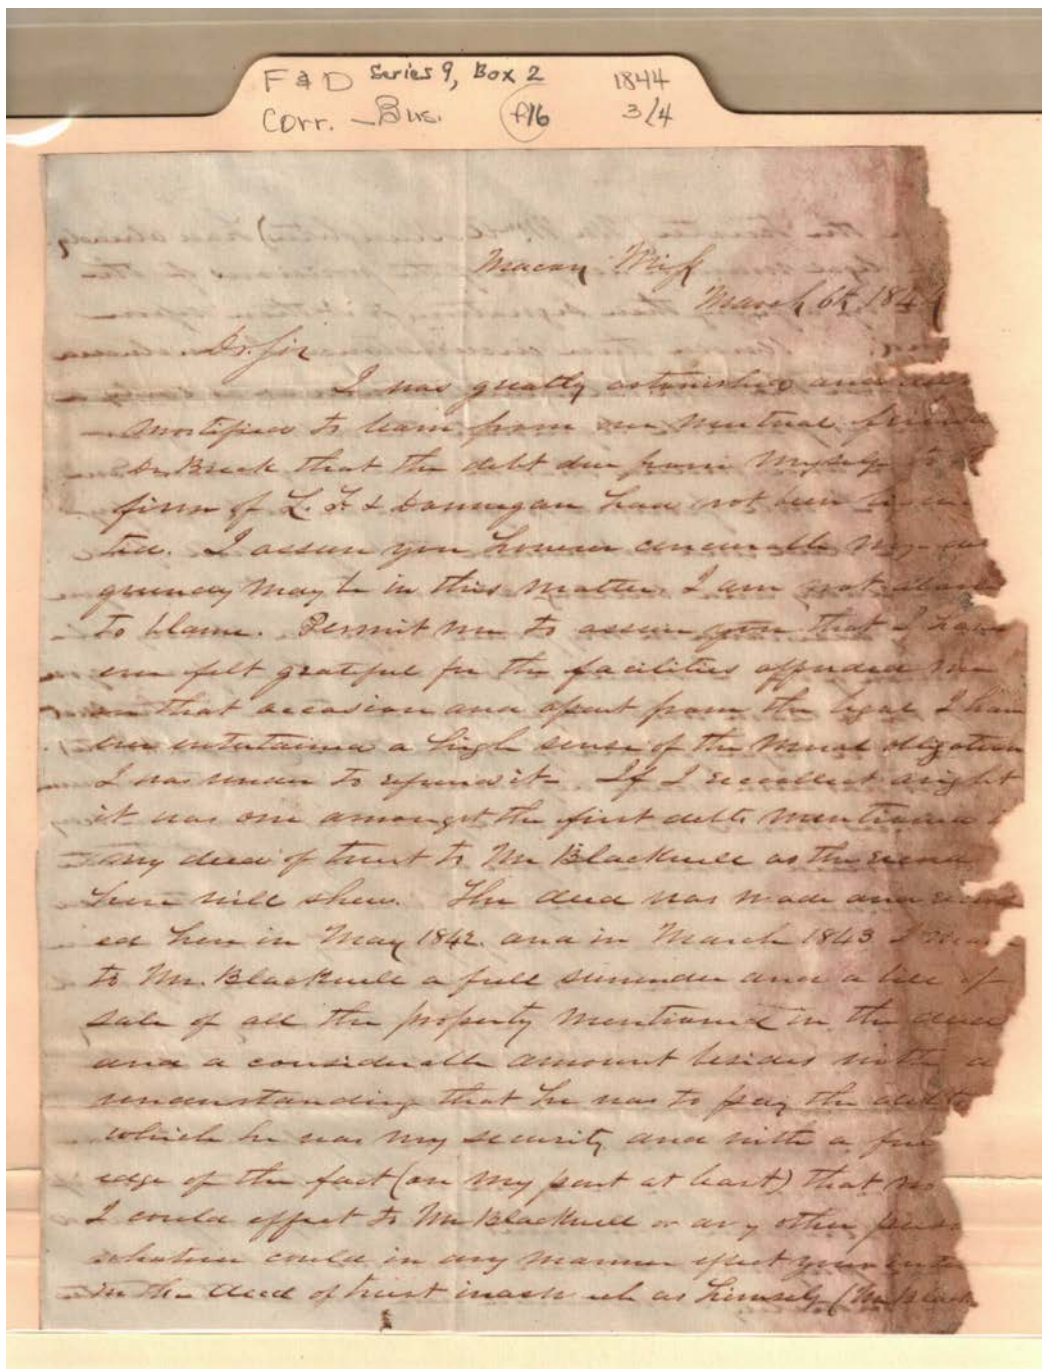 F & D Series 9, Box 2 1844
Corr. - Bus. f16 3/4
Macon Miss
March 6th 184
Dr. Sir
I was greatly astonished and
mortified to learn from our mutual friend
Dr. Buck that the debt due from myself to
firm of L. F. & Dannegan had not been
I assure you however censurable my
may be in this matter I am not alone
to blame. Permit me to assure you that I have
ever felt grateful for the facilities afforded me
on that occasion and apart from the legal I have
ever entertained a high sense of the moral obligation
I was under to refund it. If I recollect aright
it was one amongst the first debts mentioned i
my deed of trust to Mr Blackwell as the
here will shew. The deed was made and
ed here in May 1842. and in March 1843 I
to Mr. Blackwell a full surrender and a bill of
sale of all the property mentioned in the deed
and a considerable amount besides with a
understanding that he was to pay the debts
which he was my security and with a
edge of the fact (on my part at least) that no
I could effect to Mr Blackwell or any other
whatever could in any manner effect your
in the deed of trust inasmuch as himself (Mr Black